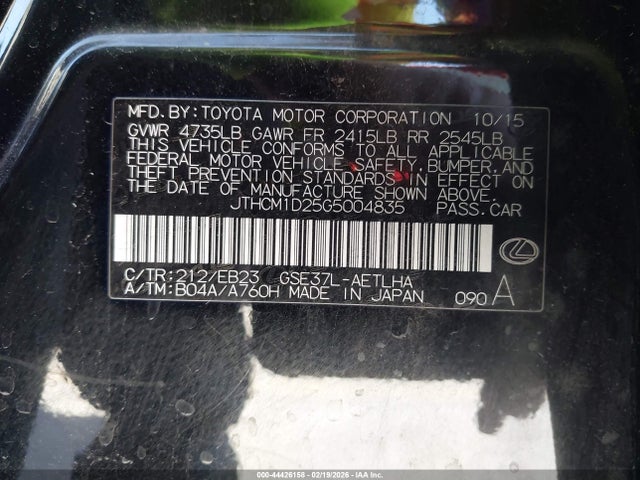 MFD.BY:TOYOTA MOTOR CORPORATION 10/15
GVWR 4735LB GAWR FR 2415LB RR 2545LB
THIS VEHICLE CONFORMS TO ALL APPLICABLE
FEDERAL MOTOR VEHICLE SAFETY, BUMPER, AND
THEFT PREVENTION STANDARDS IN EFFECT ON
THE DATE OF MANUFACTURE SHOWN ABOVE.
JTHCM1D25G5004835 PASS.CAR
C/TR:212/EB23 GSE37L-AETLHA
A/TM:B04A/A760H MADE IN JAPAN 090 A
000-44426158 - 02/19/2026 - IAA Inc.